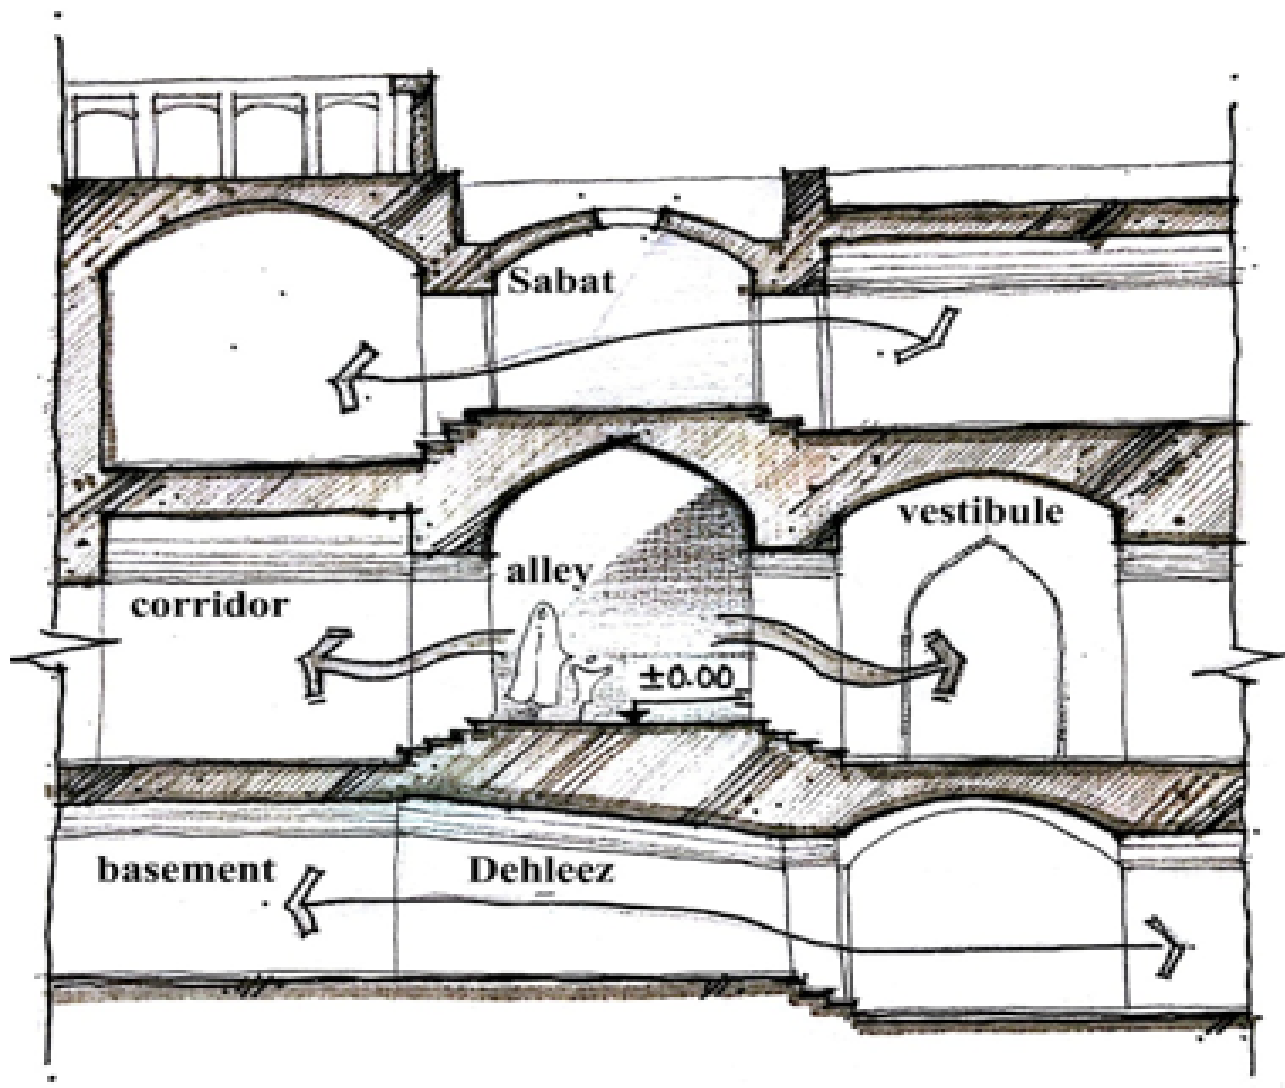 Sabat
vestibule
alley
corridor
±0.00
basement
Dehleez